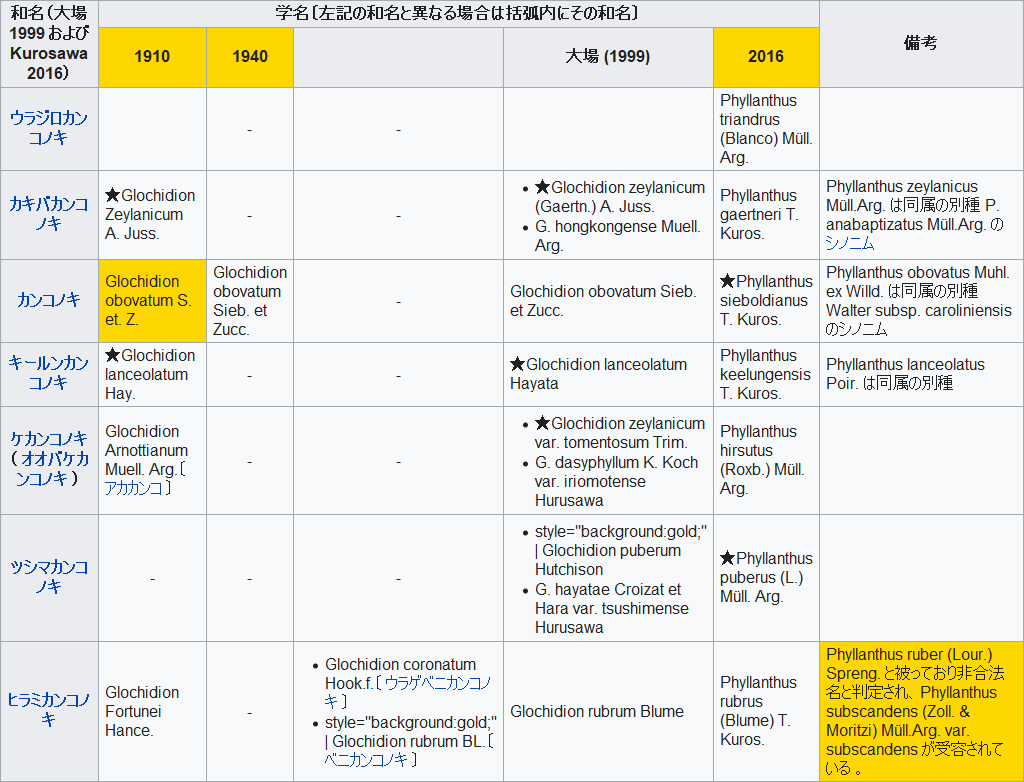 和名（大場
1999 および
Kurosawa
2016）
学名〔左記の和名と異なる場合は括弧内にその和名〕
備考
1910
1940
大場 (1999)
2016
ウラジロカン
コノキ
-
-
Phyllanthus
triandrus
(Blanco) Müll.
Arg.
カキバカンコ
ノキ
★Glochidion
Zeylanicum
A. Juss.
-
-
• ★Glochidion zeylanicum
(Gaertn.) A. Juss.
• G. hongkongense Muell.
Arg.
Phyllanthus
gaertneri T.
Kuros.
Phyllanthus zeylanicus
Müll.Arg. は同属の別種 P.
anabaptizatus Müll.Arg. の
シノニム
カンコノキ
Glochidion
obovatum S.
et. Z.
Glochidion
obovatum
Sieb. et
Zucc.
-
Glochidion obovatum Sieb.
et Zucc.
★Phyllanthus
sieboldianus
T. Kuros.
Phyllanthus obovatus Muhl.
ex Willd. は同属の別種
Walter subsp. caroliniensis
のシノニム
キールンカン
コノキ
★Glochidion
lanceolatum
Hay.
-
-
★Glochidion lanceolatum
Hayata
Phyllanthus
keelungensis
T. Kuros.
Phyllanthus lanceolatus
Poir. は同属の別種
ケカンコノキ
（オオバケカ
ンコノキ）
Glochidion
Arnottianum
Muell. Arg.〔
アカカンコ〕
-
-
• ★Glochidion zeylanicum
var. tomentosum Trim.
• G. dasyphyllum K. Koch
var. iriomotense
Hurusawa
Phyllanthus
hirsutus
(Roxb.) Müll.
Arg.
ツシマカンコ
ノキ
-
-
-
• style="background:gold;"
| Glochidion puberum
Hutchison
• G. hayatae Croizat et
Hara var. tsushimense
Hurusawa
★Phyllanthus
puberus (L.)
Müll. Arg.
ヒラミカンコノ
キ
Glochidion
Fortunei
Hance.
-
• Glochidion coronatum
Hook.f.〔ウラゲベニカンコノ
キ〕
• style="background:gold;"
| Glochidion rubrum BL.〔
ベニカンコノキ〕
Glochidion rubrum Blume
Phyllanthus
rubrus
(Blume) T.
Kuros.
Phyllanthus ruber (Lour.)
Spreng. と被っており非合法
名と判定され、Phyllanthus
subscandens (Zoll. &
Moritzi) Müll.Arg. var.
subscandens が受容されて
いる。